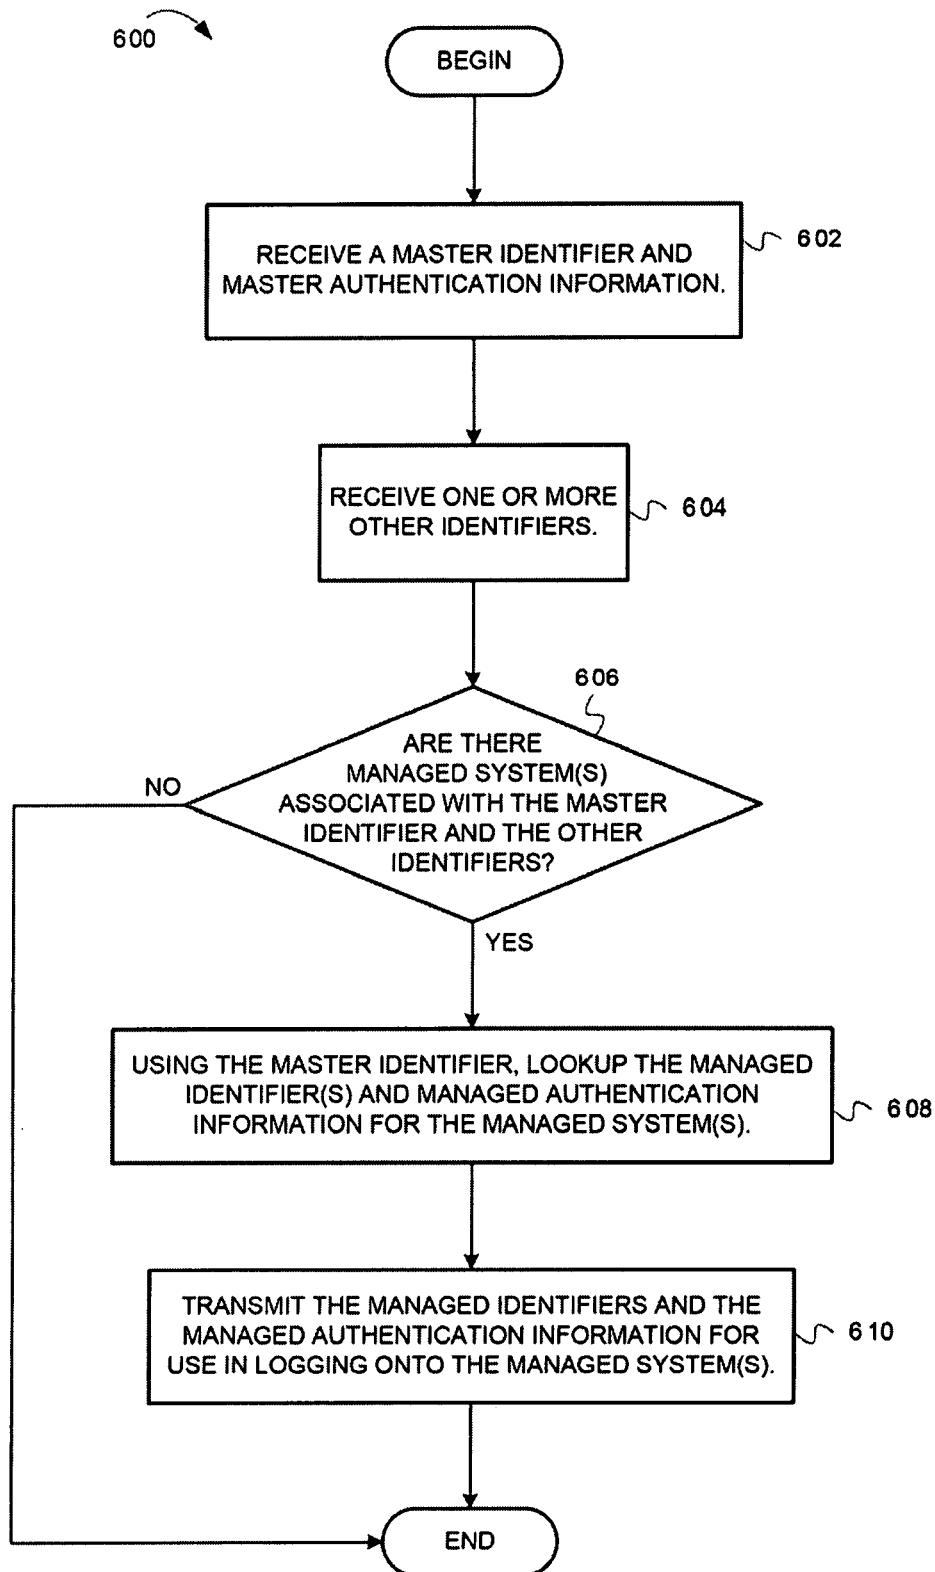 600
BEGIN
RECEIVE A MASTER IDENTIFIER AND
MASTER AUTHENTICATION INFORMATION.
602
RECEIVE ONE OR MORE
OTHER IDENTIFIERS.
604
606
ARE THERE
MANAGED SYSTEM(S)
ASSOCIATED WITH THE MASTER
IDENTIFIER AND THE OTHER
IDENTIFIERS?
NO
YES
USING THE MASTER IDENTIFIER, LOOKUP THE MANAGED
IDENTIFIER(S) AND MANAGED AUTHENTICATION
INFORMATION FOR THE MANAGED SYSTEM(S).
608
TRANSMIT THE MANAGED IDENTIFIERS AND THE
MANAGED AUTHENTICATION INFORMATION FOR
USE IN LOGGING ONTO THE MANAGED SYSTEM(S).
610
END